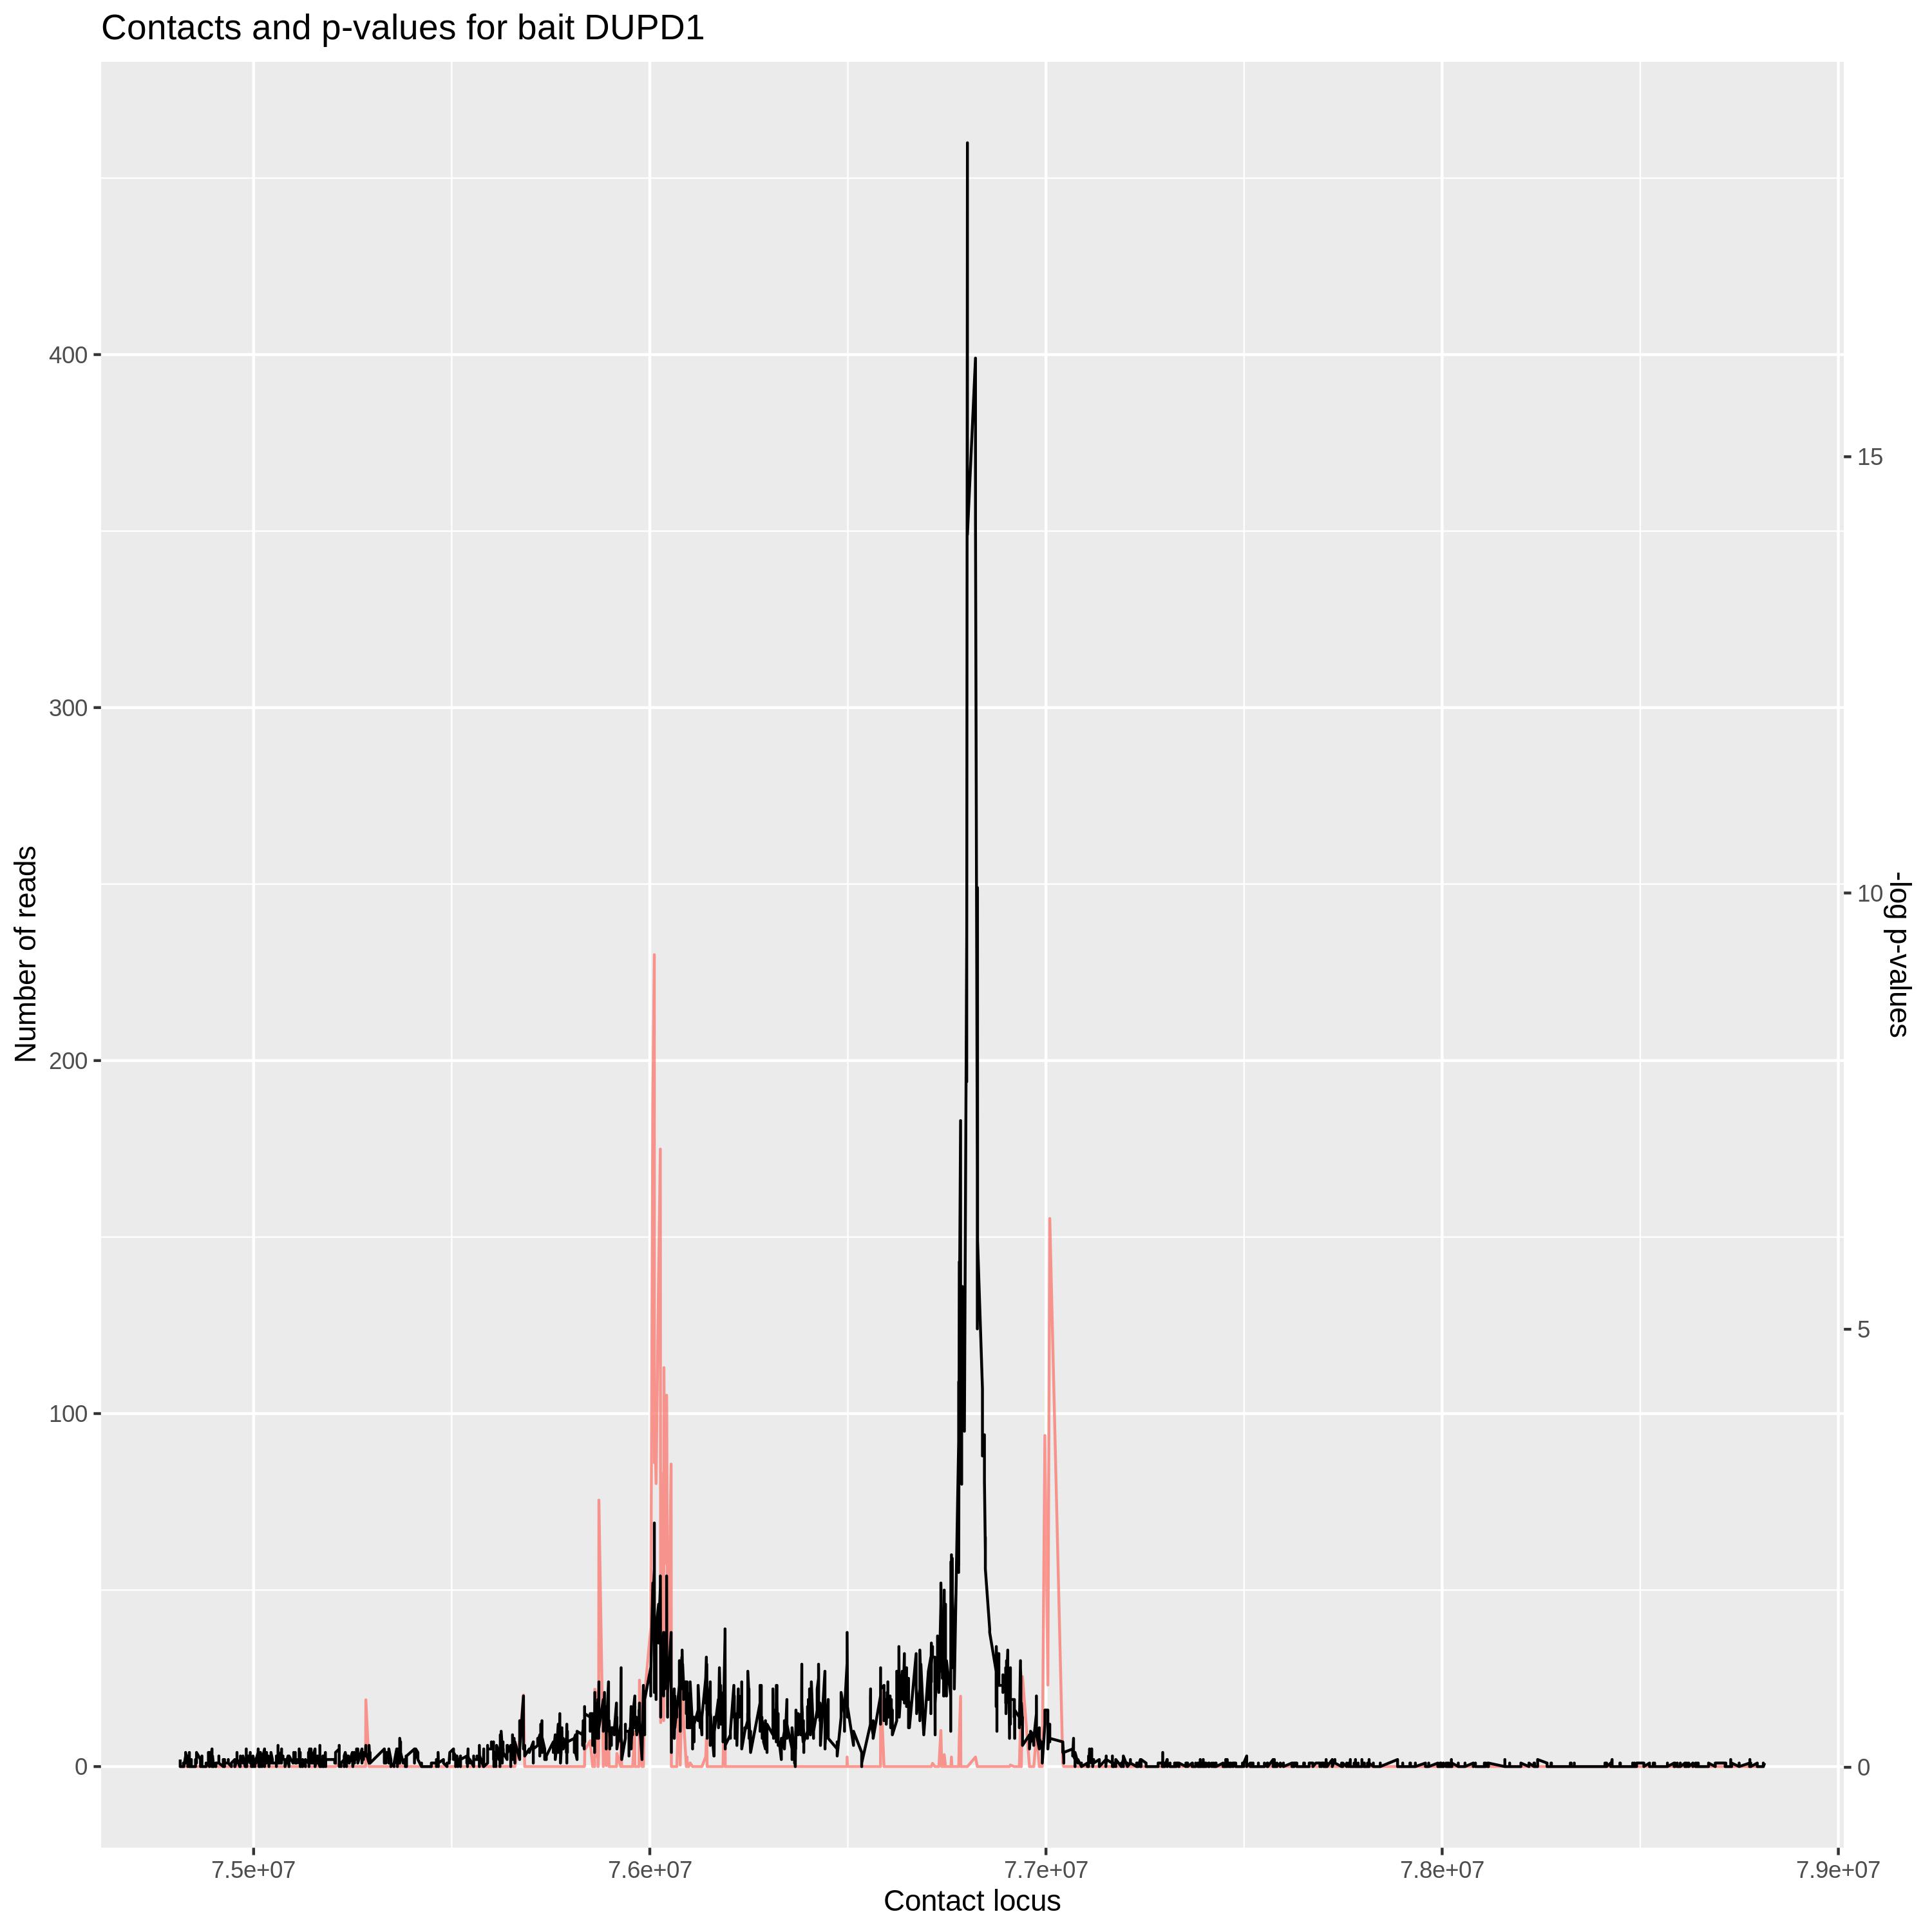 Contacts and p-values for bait DUPD1
Number of reads
400
300
200
100
0
15
10
5
0
-log p-values
7.5e+07 7.6e+07 7.7e+07 7.8e+07 7.9e+07
Contact locus